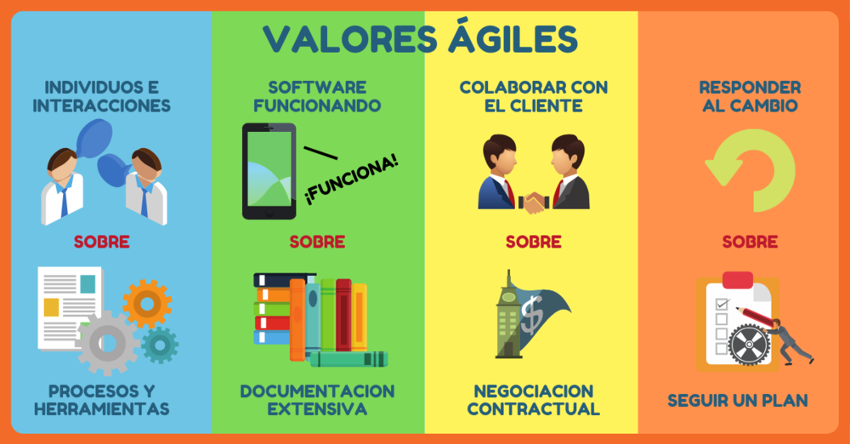 VALORES ÁGILES
INDIVIDUOS E
INTERACCIONES
SOBRE
PROCESOS Y
HERRAMIENTAS
SOFTWARE
FUNCIONANDO
¡FUNCIONA!
SOBRE
DOCUMENTACION
EXTENSIVA
COLABORAR CON
EL CLIENTE
SOBRE
$
NEGOCIACION
CONTRACTUAL
RESPONDER
AL CAMBIO
SOBRE
SEGUIR UN PLAN